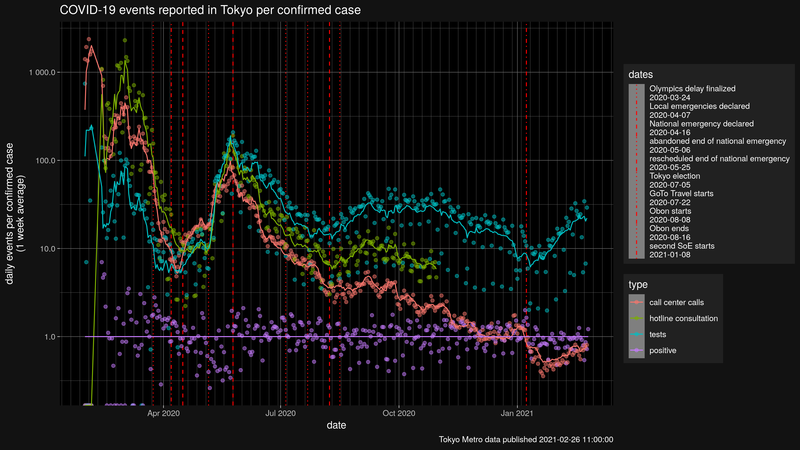 COVID-19 events reported in Tokyo per confirmed case
daily events per confirmed case
(1 week average)
1 000.0
100.0
10.0
1.0
Apr 2020
Jul 2020
Oct 2020
Jan 2021
date
Tokyo Metro data published 2021-02-26 11:00:00
dates
Olympics delay finalized
2020-03-24
Local emergencies declared
2020-04-07
National emergency declared
2020-04-16
abandoned end of national emergency
2020-05-06
rescheduled end of national emergency
2020-05-25
Tokyo election
2020-07-05
GoTo Travel starts
2020-07-22
Obon starts
2020-08-08
Obon ends
2020-08-16
second SoE starts
2021-01-08
type
call center calls
hotline consultation
tests
positive